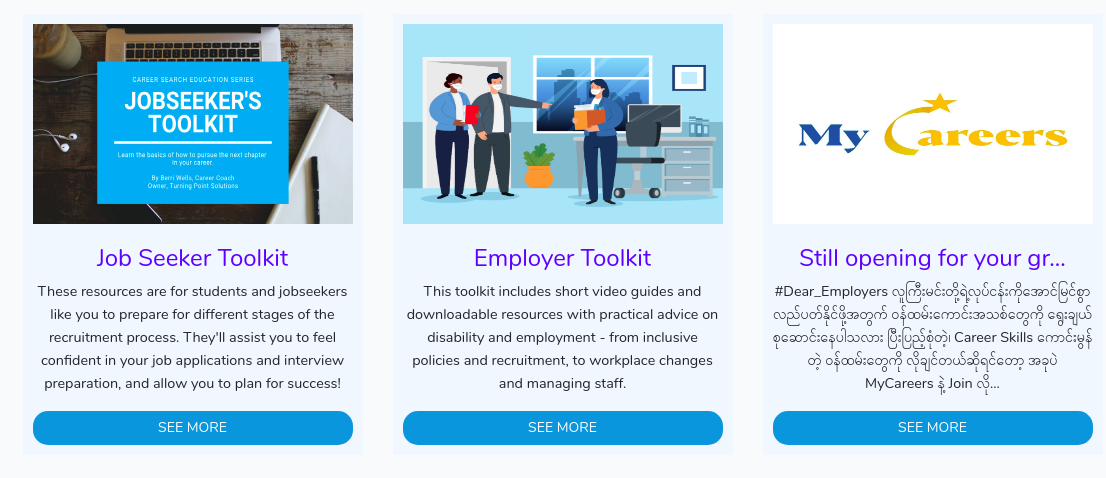 CAREER SEARCH EDUCATION SERIES
JOBSEEKER'S
TOOLKIT
Learn the basics of how to pursue the next chapter
in your career.
By Berri Wells, Career Coach
Owner, Turning Point Solutions
Job Seeker Toolkit
These resources are for students and jobseekers
like you to prepare for different stages of the
recruitment process. They'll assist you to feel
confident in your job applications and interview
preparation, and allow you to plan for success!
SEE MORE
Employer Toolkit
This toolkit includes short video guides and
downloadable resources with practical advice on
disability and employment - from inclusive
policies and recruitment, to workplace changes
and managing staff.
SEE MORE
My Careers
Still opening for your gr...
#Dear_Employers လူကြီးမင်းတို့ရဲ့လုပ်ငန်းကိုအောင်မြင်စွာ
လည်ပတ်နိုင်ဖို့အတွက် ဝန်ထမ်းကောင်းအသစ်တွေကို ရွေးချယ်
စုဆောင်းနေပါသလား ပြီးပြည့်စုံတဲ့၊ Career Skills ကောင်းမွန်
တဲ့ ဝန်ထမ်းတွေကို လိုချင်တယ်ဆိုရင်တော့ အခုပဲ
MyCareers နဲ့ Join လို...
SEE MORE